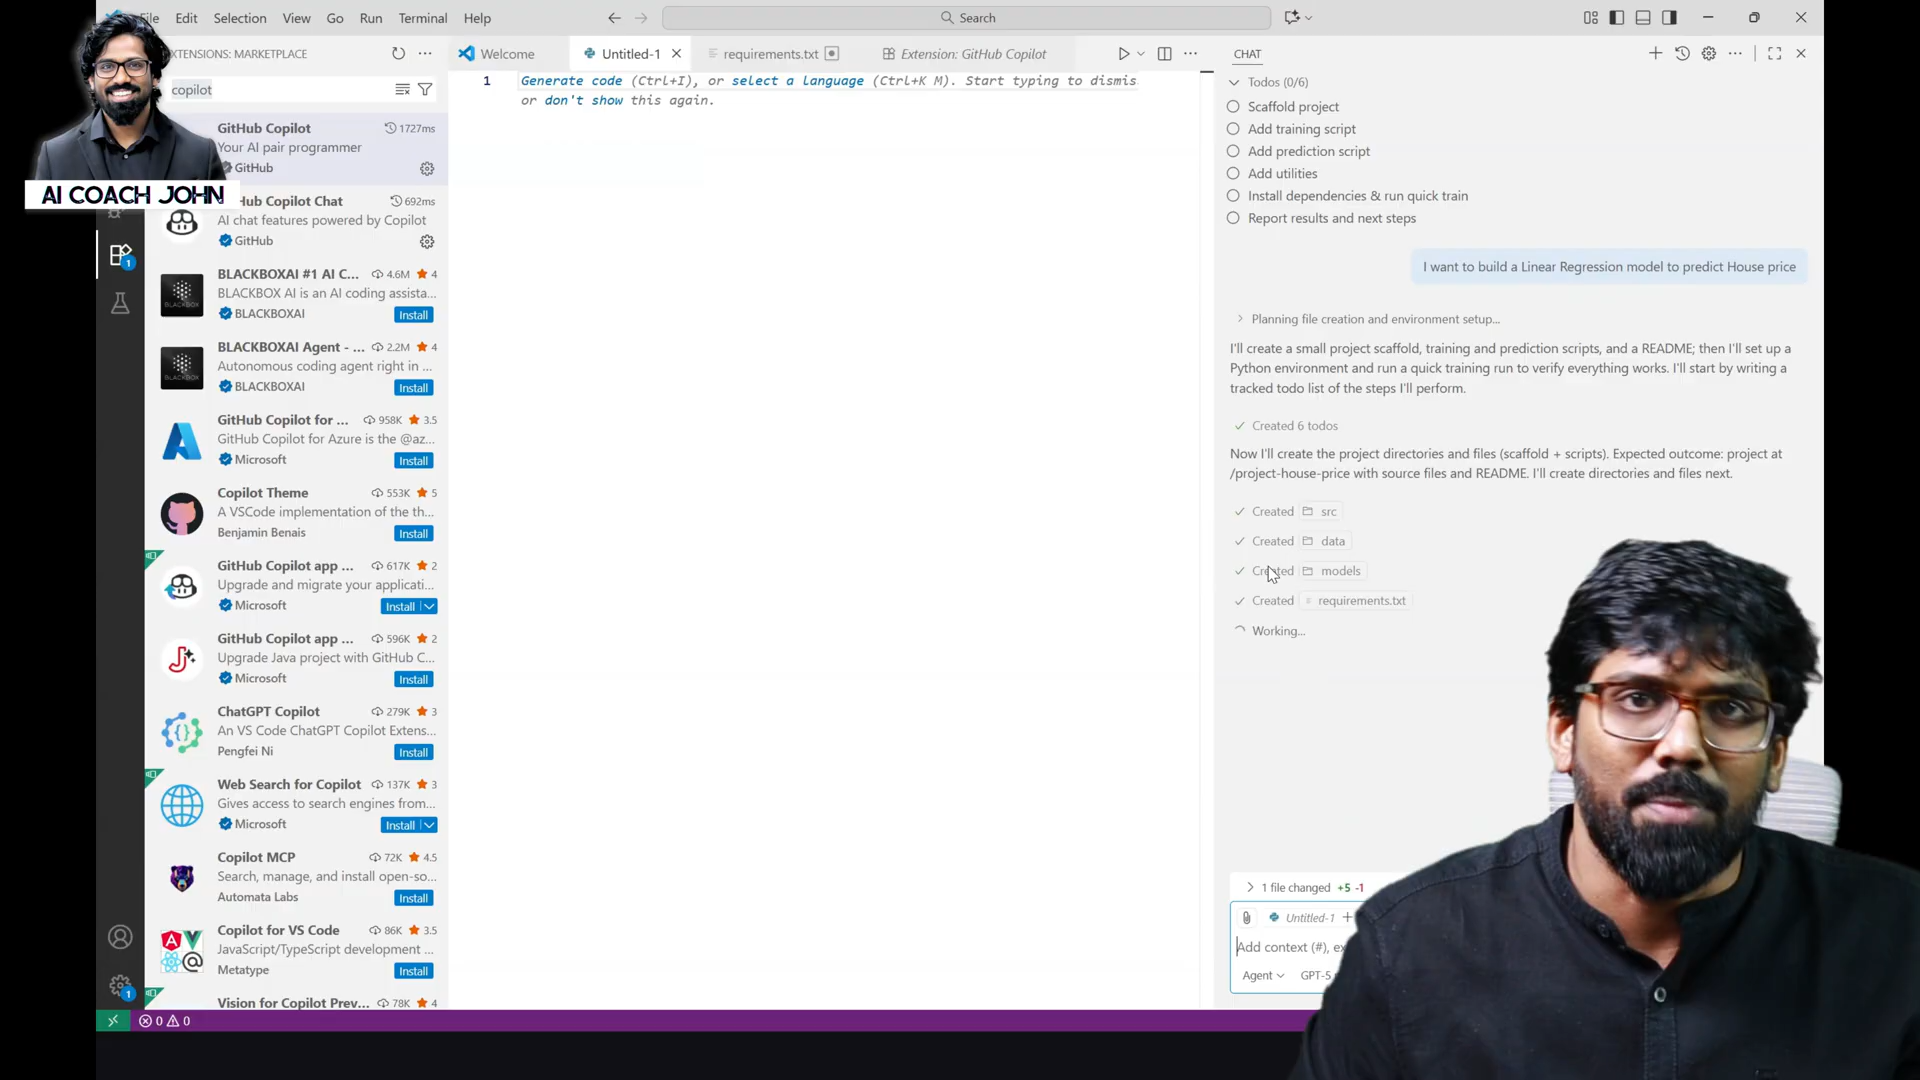 File Edit Selection View Go Run Terminal Help
Search
EXTENSIONS: MARKETPLACE
copilot
GitHub Copilot 1727ms
Your AI pair programmer
GitHub
AI COACH JOHN
Hub Copilot Chat 692ms
AI chat features powered by Copilot
GitHub
BLACKBOXAI #1 AI C... 4.6M 4
BLACKBOX AI is an AI coding assista...
BLACKBOXAI Install
BLACKBOXAI Agent - ... 2.2M 4
Autonomous coding agent right in ...
BLACKBOXAI Install
GitHub Copilot for ... 958K 3.5
GitHub Copilot for Azure is the @az...
Microsoft Install
Copilot Theme 553K 5
A VSCode implementation of the th...
Benjamin Benais Install
GitHub Copilot app ... 617K 2
Upgrade and migrate your applicati...
Microsoft Install
GitHub Copilot app ... 596K 2
Upgrade Java project with GitHub C...
Microsoft Install
ChatGPT Copilot 279K 3
An VS Code ChatGPT Copilot Extens...
Pengfei Ni Install
Web Search for Copilot 137K 3
Gives access to search engines from...
Microsoft Install
Copilot MCP 72K 4.5
Search, manage, and install open-so...
Automata Labs Install
Copilot for VS Code 86K 3.5
JavaScript/TypeScript development ...
Metatype Install
Vision for Copilot Prev... 78K 4
1
1
0 0
Welcome Untitled-1 requirements.txt Extension: GitHub Copilot
1 Generate code (Ctrl+I), or select a language (Ctrl+K M). Start typing to dismis
or don't show this again.
CHAT
Todos (0/6)
Scaffold project
Add training script
Add prediction script
Add utilities
Install dependencies & run quick train
Report results and next steps
I want to build a Linear Regression model to predict House price
Planning file creation and environment setup...
I'll create a small project scaffold, training and prediction scripts, and a README; then I'll set up a
Python environment and run a quick training run to verify everything works. I'll start by writing a
tracked todo list of the steps I'll perform.
Created 6 todos
Now I'll create the project directories and files (scaffold + scripts). Expected outcome: project at
/project-house-price with source files and README. I'll create directories and files next.
Created src
Created data
Created models
Created requirements.txt
Working...
1 file changed +5 -1
Untitled-1 +
Add context (#), ex
Agent GPT-5